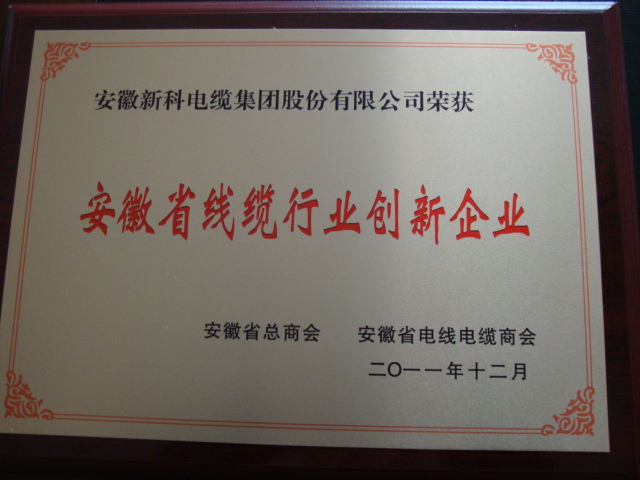 安徽新科电缆集团股份有限公司荣获
安徽省线缆行业创新企业
安徽省总商会 安徽省电线电缆商会
二〇一一年十二月